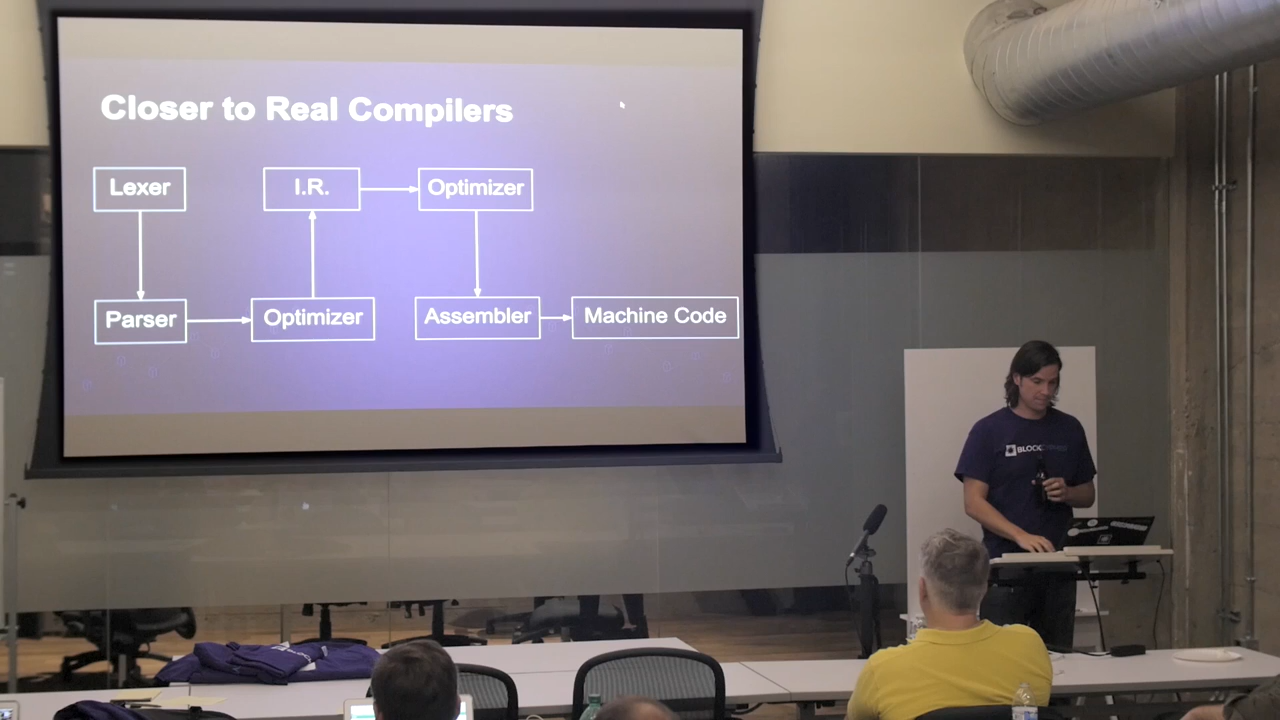 Closer to Real Compilers
Lexer
I.R.
Optimizer
Parser
Optimizer
Assembler
Machine Code